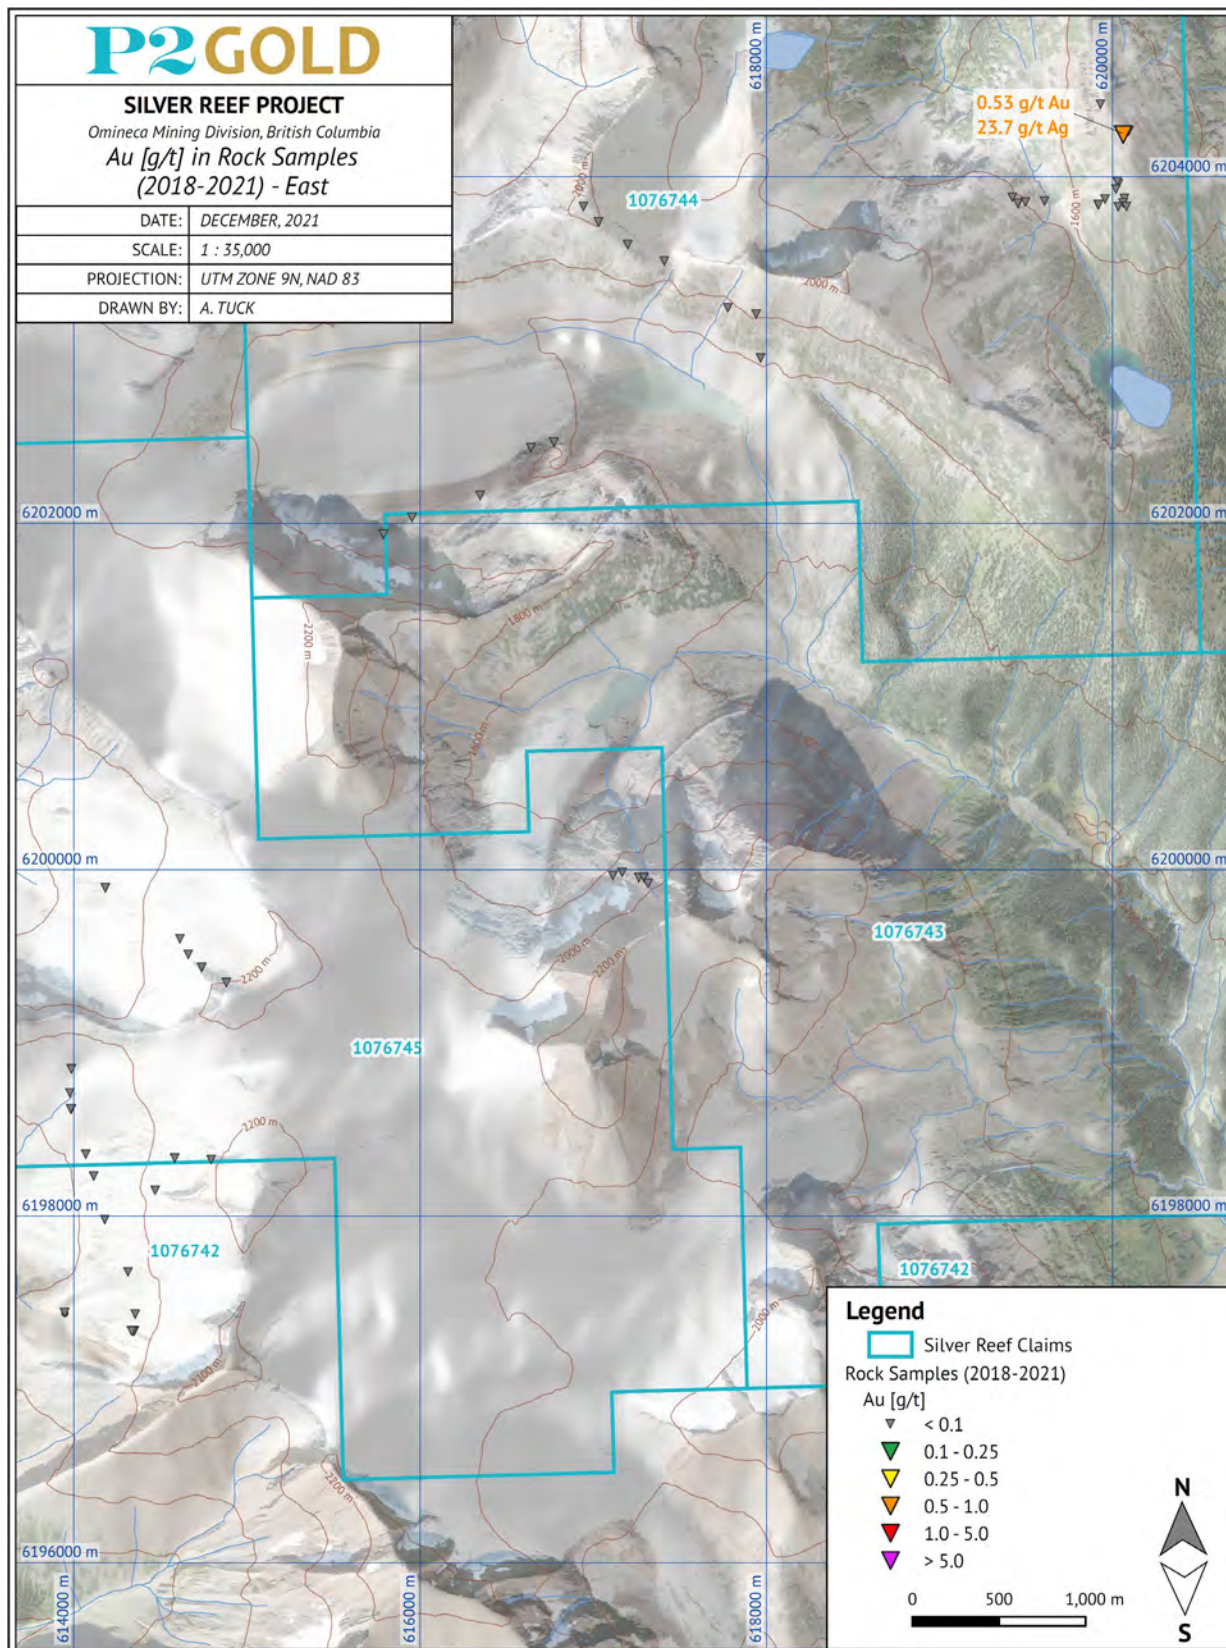 P2GOLD
SILVER REEF PROJECT
Omineca Mining Division, British Columbia
Au [g/t] in Rock Samples
(2018-2021) - East
DATE: DECEMBER, 2021
SCALE: 1 : 35,000
PROJECTION: UTM ZONE 9N, NAD 83
DRAWN BY: A. TUCK
618000 m
620000 m
0.53 g/t Au
23.7 g/t Ag
6204000 m
2000 m
1076744
1600 m
2000 m
6202000 m
6202000 m
1800 m
2200 m
1600 m
6200000 m
6200000 m
1076743
2000 m
2200 m
2200 m
1076745
2200 m
6198000 m
6198000 m
1076742
1076742
2000 m
2200 m
2200 m
6196000 m
614000 m
616000 m
618000 m
Legend
Silver Reef Claims
Rock Samples (2018-2021)
Au [g/t]
< 0.1
0.1 - 0.25
0.25 - 0.5
0.5 - 1.0
1.0 - 5.0
> 5.0
0 500 1,000 m
N
S